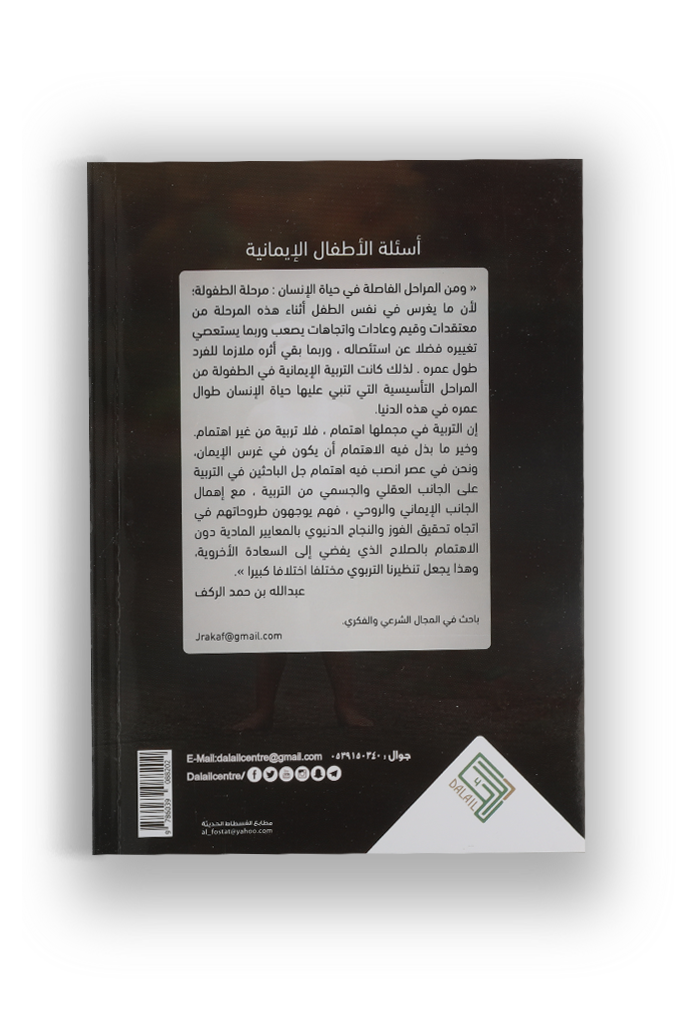 أسئلة الأطفال الإيمانية
« ومن المراحل الفاصلة في حياة الإنسان : مرحلة الطفولة؛
لأن ما يغرس في نفس الطفل أثناء هذه المرحلة من
معتقدات وقيم وعادات واتجاهات يصعب وربما يستعصي
تغييره فضلا عن استئصاله ، وربما بقي أثره ملازما للفرد
طول عمره . لذلك كانت التربية الإيمانية في الطفولة من
المراحل التأسيسية التي تنبي عليها حياة الإنسان طوال
عمره في هذه الدنيا.
إن التربية في مجملها اهتمام ، فلا تربية من غير اهتمام.
وخير ما بذل فيه الاهتمام أن يكون في غرس الإيمان،
ونحن في عصر انصب فيه اهتمام جل الباحثين في التربية
على الجانب العقلي والجسمي من التربية ، مع إهمال
الجانب الإيماني والروحي ، فهم يوجهون طروحاتهم في
اتجاه تحقيق الفوز والنجاح الدنيوي بالمعايير المادية دون
الاهتمام بالصلاح الذي يفضي إلى السعادة الأخروية،
وهذا يجعل تنظيرنا التربوي مختلفا اختلافا كبيرا ».
عبدالله بن حمد الركف
باحث في المجال الشرعي والفكري.
Jrakaf@gmail.com
جوال : ٠٥٣٩١٥٠٣٤٠ E-Mail:dalailcentre@gmail.com
Dalailcentre/
مطابع الفسطاط الحديثة
al_fostat@yahoo.com
DALAIL